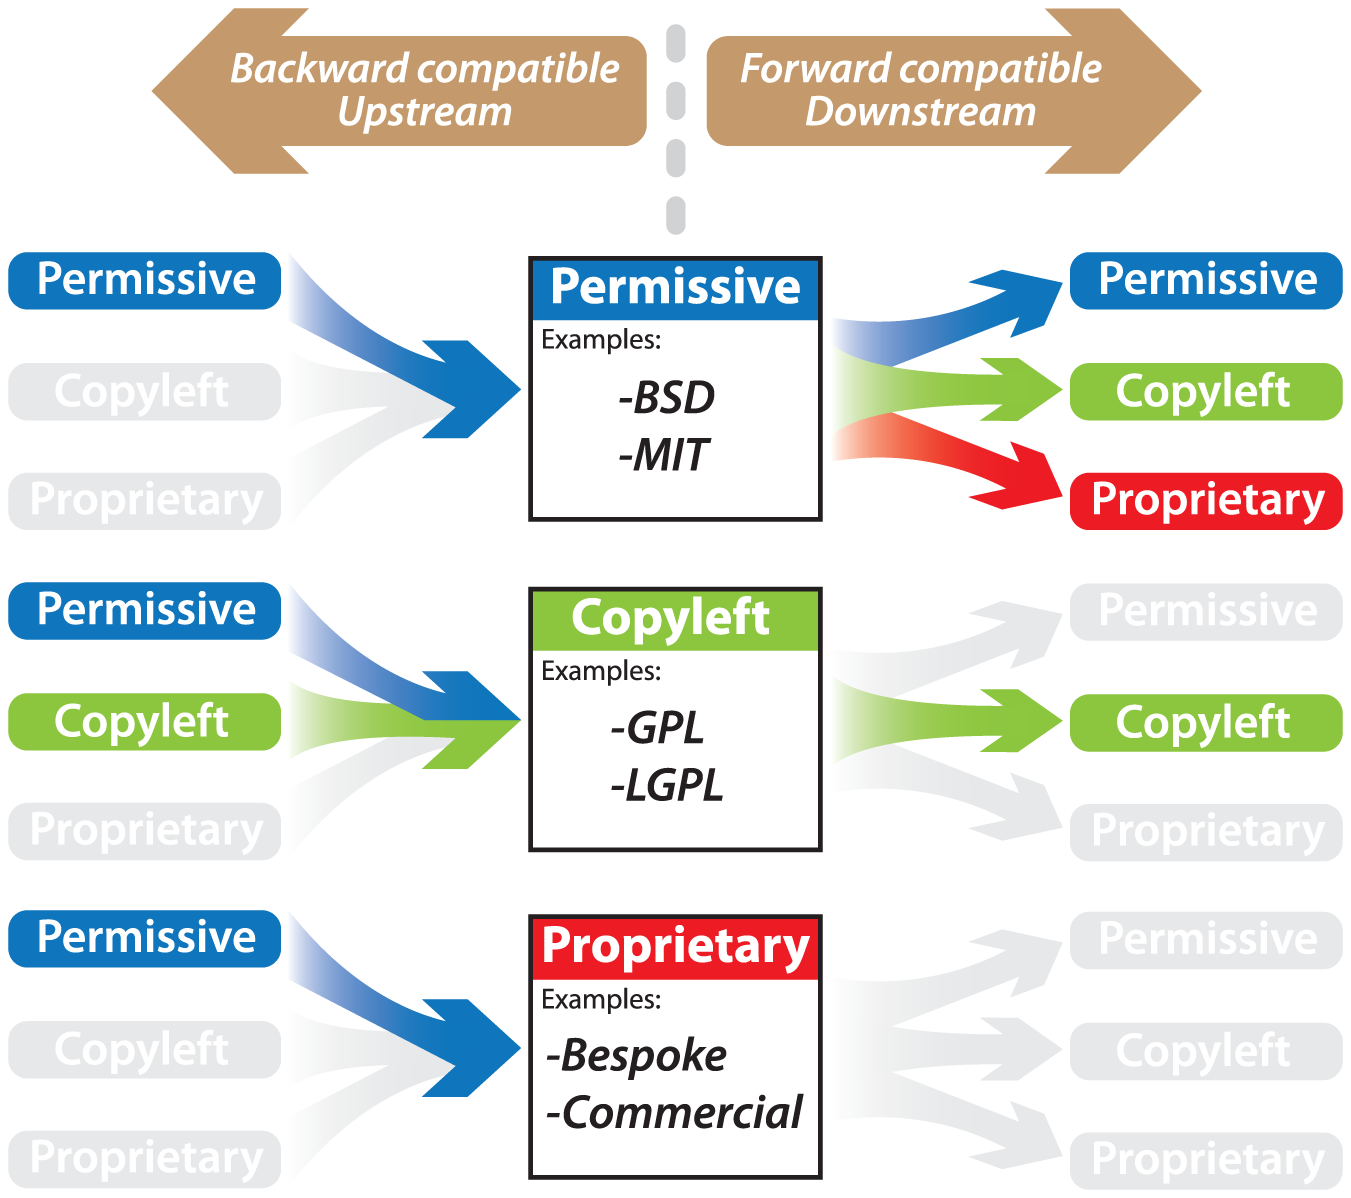 Backward compatible
Upstream
Forward compatible
Downstream
Permissive
Copyleft
Proprietary
Permissive
Examples:
-BSD
-MIT
Permissive
Copyleft
Proprietary
Permissive
Copyleft
Proprietary
Copyleft
Examples:
-GPL
-LGPL
Permissive
Copyleft
Proprietary
Permissive
Copyleft
Proprietary
Proprietary
Examples:
-Bespoke
-Commercial
Permissive
Copyleft
Proprietary